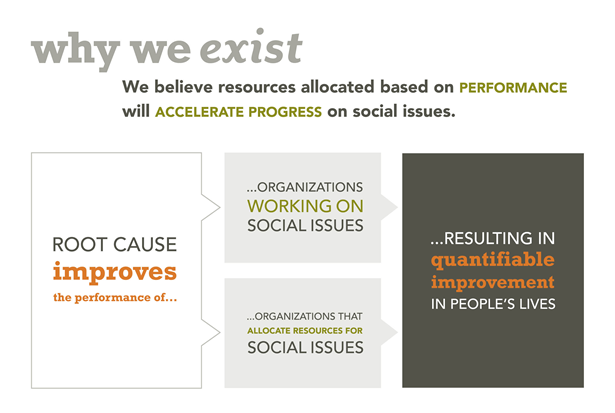 why we exist
We believe resources allocated based on PERFORMANCE
will ACCELERATE PROGRESS on social issues.
ROOT CAUSE
improves
the performance of...
...ORGANIZATIONS
WORKING ON
SOCIAL ISSUES
...ORGANIZATIONS THAT
ALLOCATE RESOURCES FOR
SOCIAL ISSUES
...RESULTING IN
quantifiable
improvement
IN PEOPLE'S LIVES